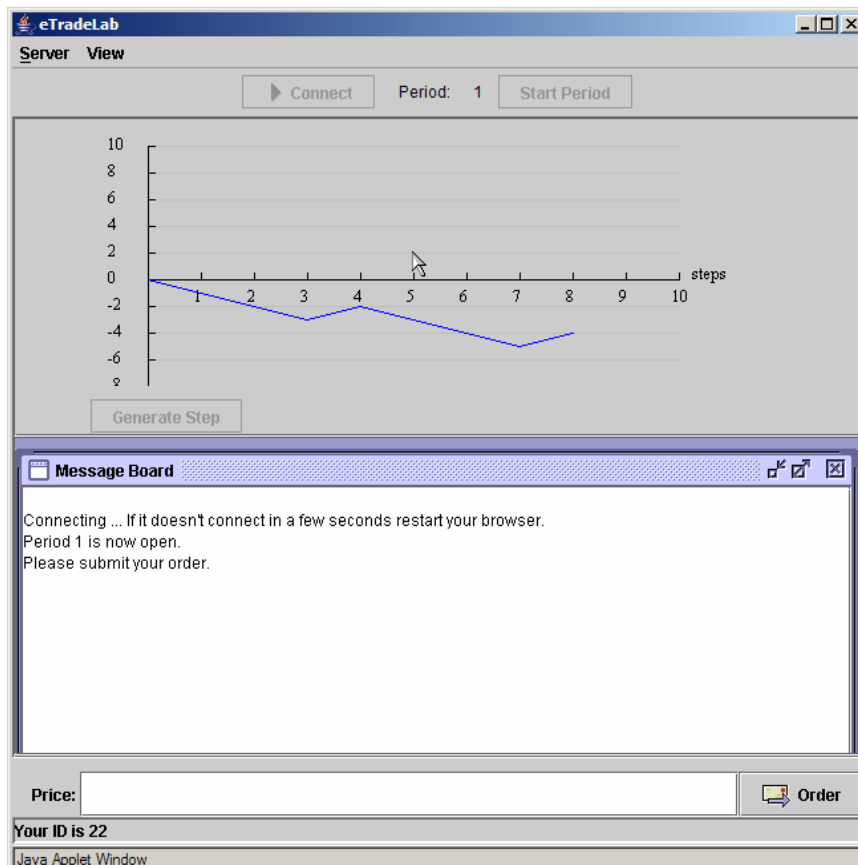 eTradeLab
Server View
Connect Period: 1 Start Period
10
8
6
4
2
0 steps
1 2 3 4 5 6 7 8 9 10
-2
-4
-6
Generate Step
Message Board
Connecting ... If it doesn't connect in a few seconds restart your browser.
Period 1 is now open.
Please submit your order.
Price: Order
Your ID is 22
Java Applet Window